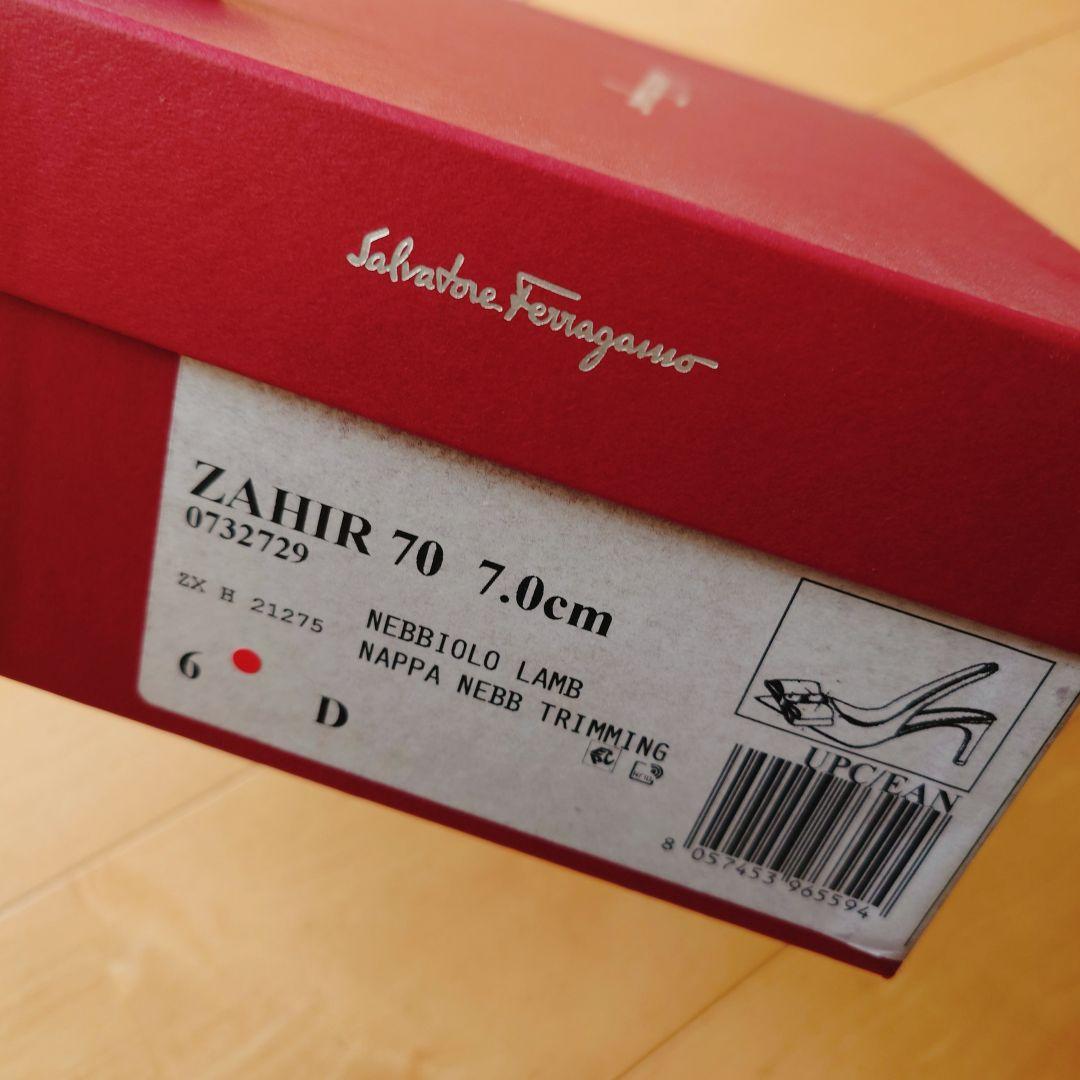 Salvatore Ferragamo
ZAHIR 70 7.0cm
0732729
ZX H 21275
NEBBIOLO LAMB
NAPPA NEBB TRIMMING
6
D
UPC EAN
8 057453 965594